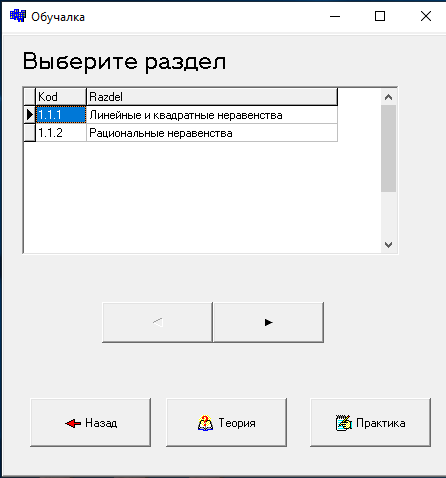 Обучалка
Выберите раздел
Kod Razdel
1.1.1 Линейные и квадратные неравенства
1.1.2 Рациональные неравенства
Назад Теория Практика